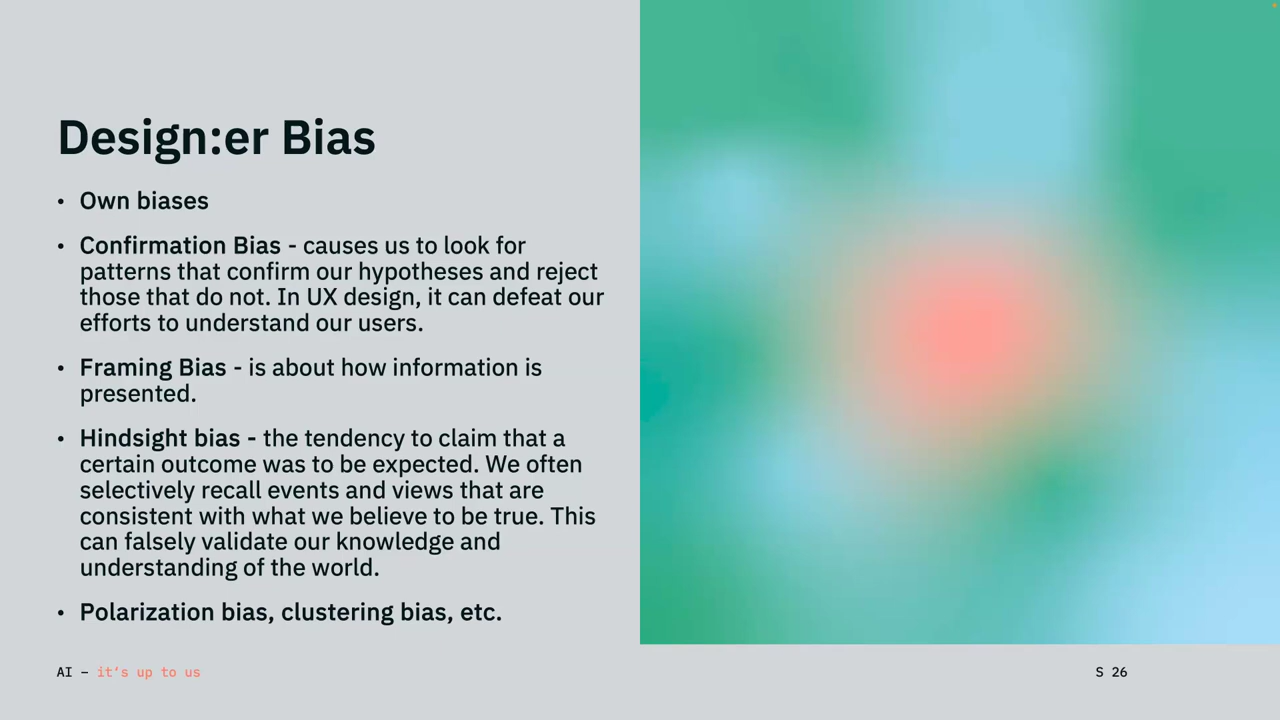 Design:er Bias
• Own biases
• Confirmation Bias - causes us to look for
patterns that confirm our hypotheses and reject
those that do not. In UX design, it can defeat our
efforts to understand our users.
• Framing Bias - is about how information is
presented.
• Hindsight bias - the tendency to claim that a
certain outcome was to be expected. We often
selectively recall events and views that are
consistent with what we believe to be true. This
can falsely validate our knowledge and
understanding of the world.
• Polarization bias, clustering bias, etc.
AI – it‘s up to us
S 26